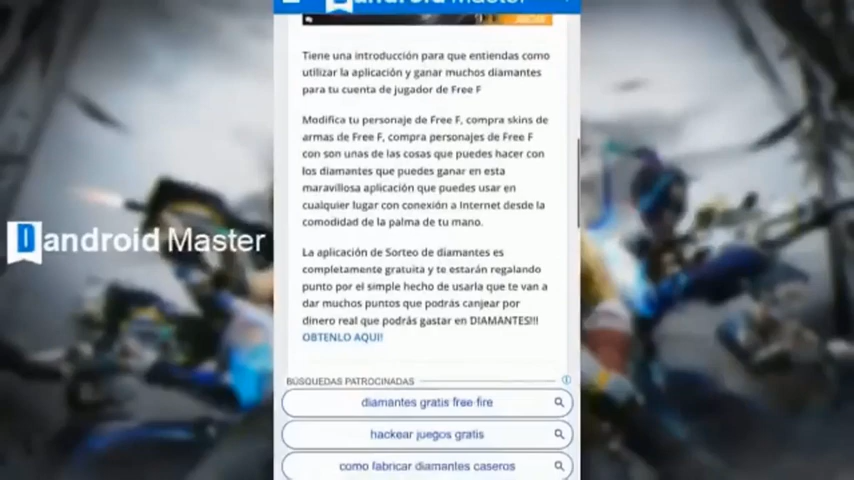 android Master
JUGAR
Tiene una introducción para que entiendas como
utilizar la aplicación y ganar muchos diamantes
para tu cuenta de jugador de Free F
Modifica tu personaje de Free F, compra skins de
armas de Free F, compra personajes de Free F
con son unas de las cosas que puedes hacer con
los diamantes que puedes ganar en esta
maravillosa aplicación que puedes usar en
cualquier lugar con conexión a Internet desde la
comodidad de la palma de tu mano.
Dandroid Master
La aplicación de Sorteo de diamantes es
completamente gratuita y te estarán regalando
punto por el simple hecho de usarla que te van a
dar muchos puntos que podrás canjear por
dinero real que podrás gastar en DIAMANTES!!!
OBTENLO AQUI!
BÚSQUEDAS PATROCINADAS
diamantes gratis free fire
hackear juegos gratis
como fabricar diamantes caseros